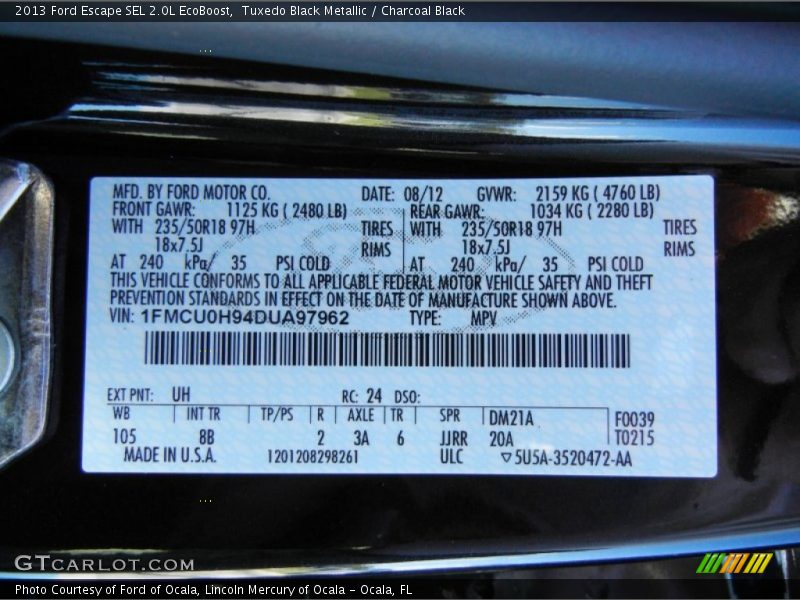 2013 Ford Escape SEL 2.0L EcoBoost,  Tuxedo Black Metallic / Charcoal Black
MFD. BY FORD MOTOR CO. DATE: 08/12 GVWR: 2159 KG ( 4760 LB)
FRONT GAWR: 1125 KG ( 2480 LB) REAR GAWR: 1034 KG ( 2280 LB)
WITH 235/50R18 97H TIRES WITH 235/50R18 97H TIRES
18x7.5J RIMS 18x7.5J RIMS
AT 240 kPa/ 35 PSI COLD AT 240 kPa/ 35 PSI COLD
THIS VEHICLE CONFORMS TO ALL APPLICABLE FEDERAL MOTOR VEHICLE SAFETY AND THEFT
PREVENTION STANDARDS IN EFFECT ON THE DATE OF MANUFACTURE SHOWN ABOVE.
VIN: 1FMCU0H94DUA97962 TYPE: MPV
EXT PNT: UH RC: 24 DSO:
WB INT TR TP/PS R AXLE TR SPR DM21A F0039
105 8B 2 3A 6 JJRR 20A T0215
MADE IN U.S.A. 120120829826​1 ULC ▽5U5A-3520472-AA
GTCARLOT.COM
Photo Courtesy of Ford of Ocala, Lincoln Mercury of Ocala - Ocala, FL